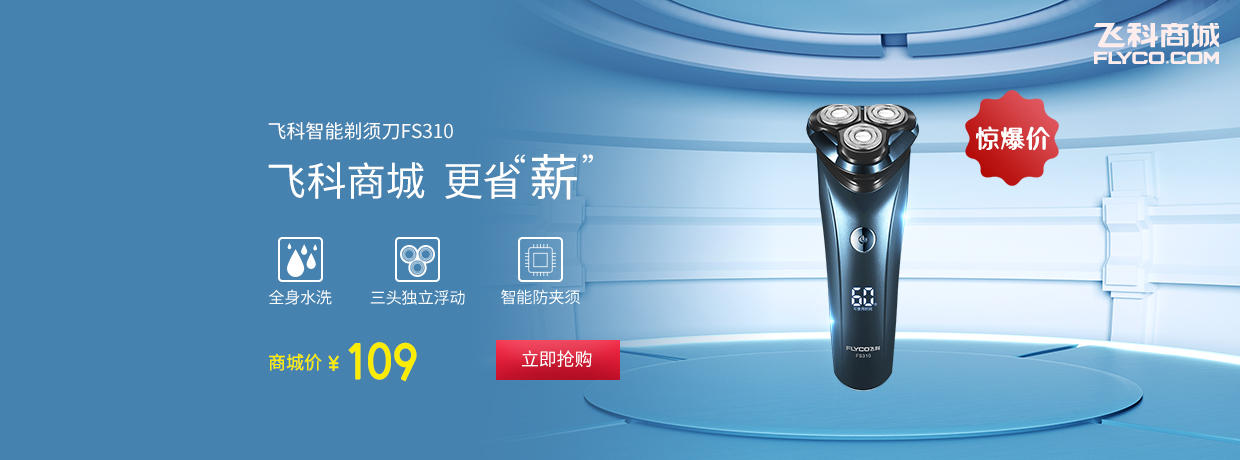 飞科商城
FLYCO.COM
飞科智能剃须刀FS310
飞科商城 更省“薪”
惊爆价
全身水洗
三头独立浮动
智能防夹须
商城价 ¥ 109
立即抢购
60
FLYCO飞科
FS310